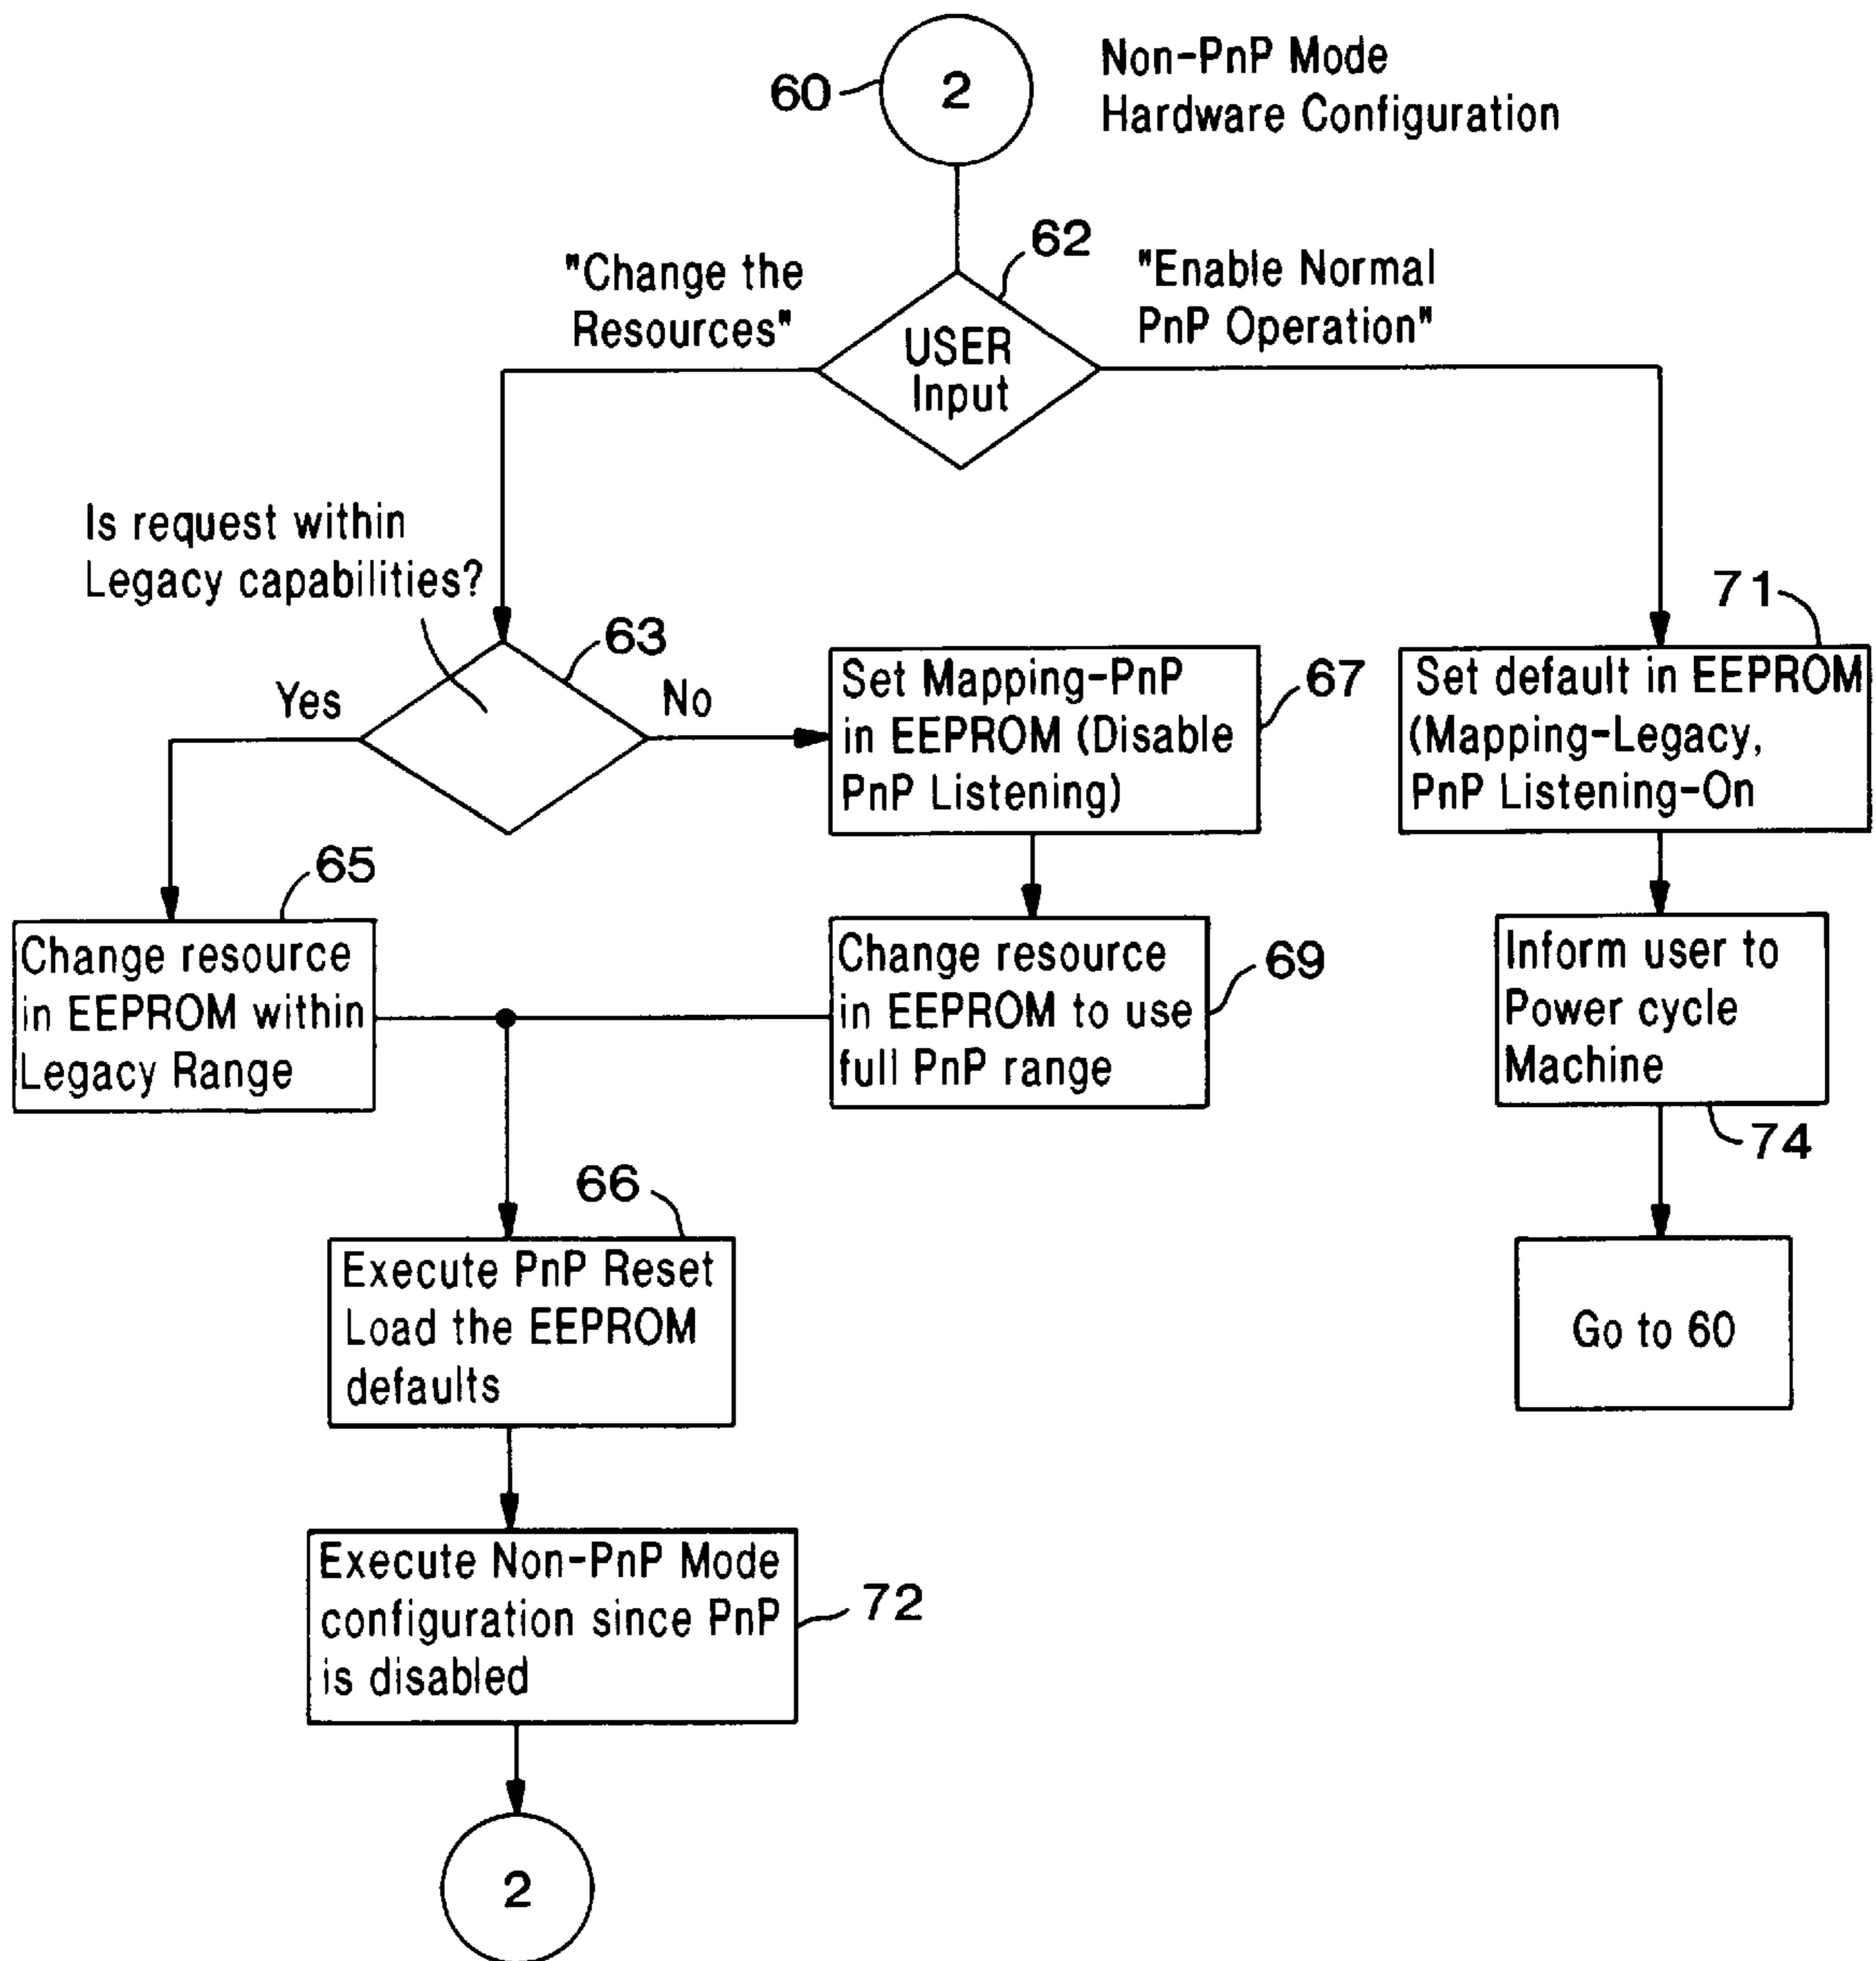 60
2
Non-PnP Mode
Hardware Configuration
62
"Change the
Resources"
"Enable Normal
PnP Operation"
USER
Input
Is request within
Legacy capabilities?
63
Yes
No
Set Mapping-PnP
in EEPROM (Disable
PnP Listening)
67
71
Set default in EEPROM
(Mapping-Legacy,
PnP Listening-On
65
Change resource
in EEPROM within
Legacy Range
Change resource
in EEPROM to use
full PnP range
69
Inform user to
Power cycle
Machine
74
66
Execute PnP Reset
Load the EEPROM
defaults
Go to 60
Execute Non-PnP Mode
configuration since PnP
is disabled
72
2